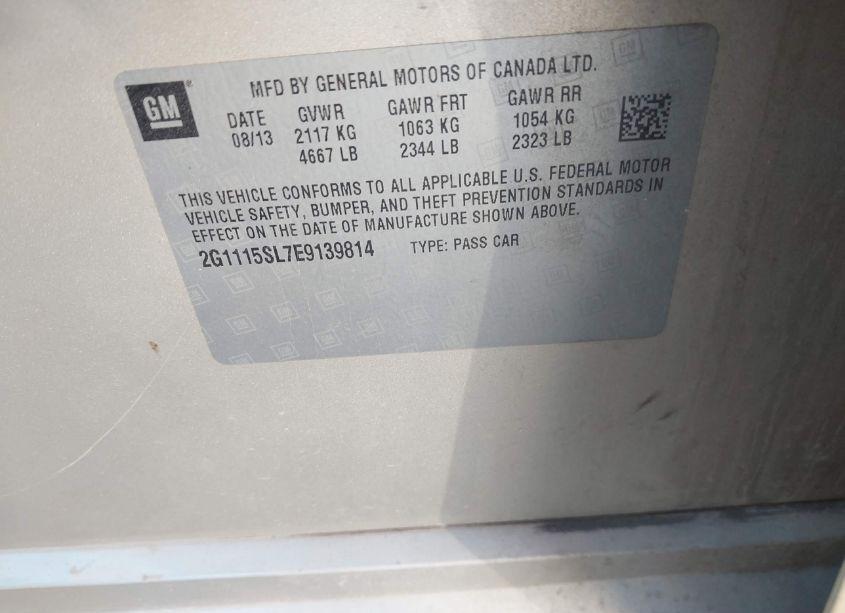 MFD BY GENERAL MOTORS OF CANADA LTD.
GM
DATE GVWR GAWR FRT GAWR RR
08/13 2117 KG 1063 KG 1054 KG
4667 LB 2344 LB 2323 LB
THIS VEHICLE CONFORMS TO ALL APPLICABLE U.S. FEDERAL MOTOR
VEHICLE SAFETY, BUMPER, AND THEFT PREVENTION STANDARDS IN
EFFECT ON THE DATE OF MANUFACTURE SHOWN ABOVE.
2G1115SL7E9139814 TYPE: PASS CAR